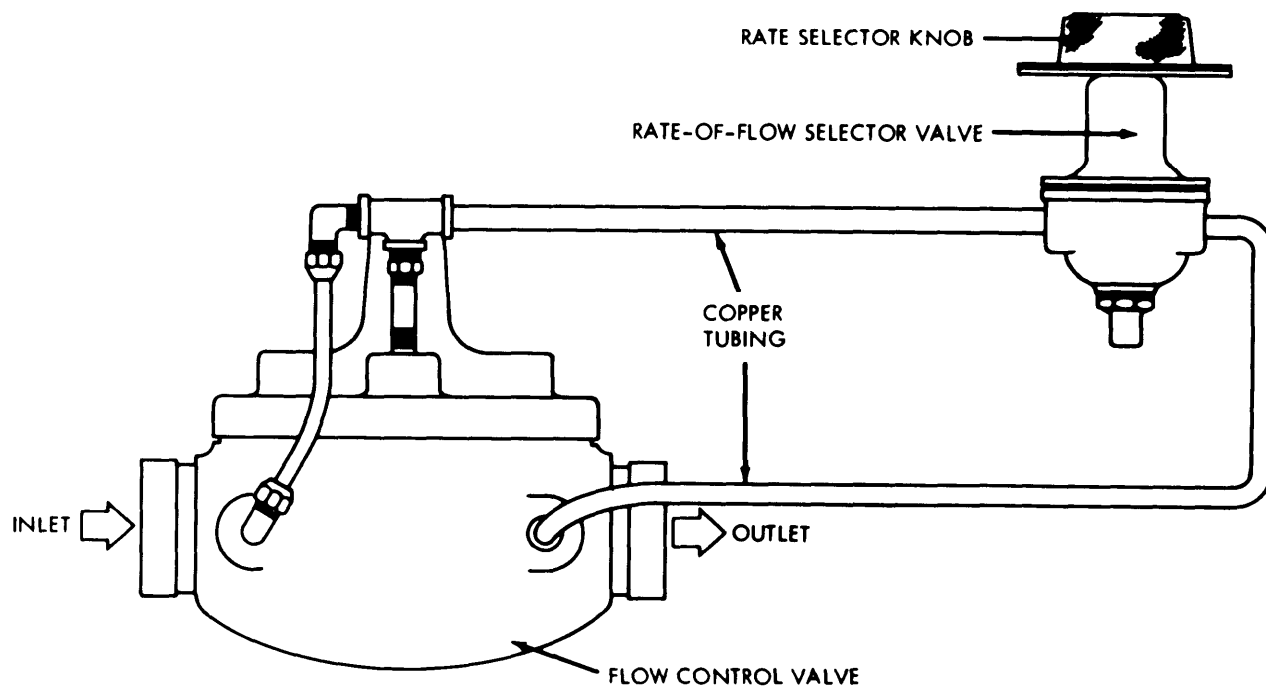 RATE SELECTOR KNOB
RATE-OF-FLOW SELECTOR VALVE
COPPER
TUBING
INLET
OUTLET
FLOW CONTROL VALVE